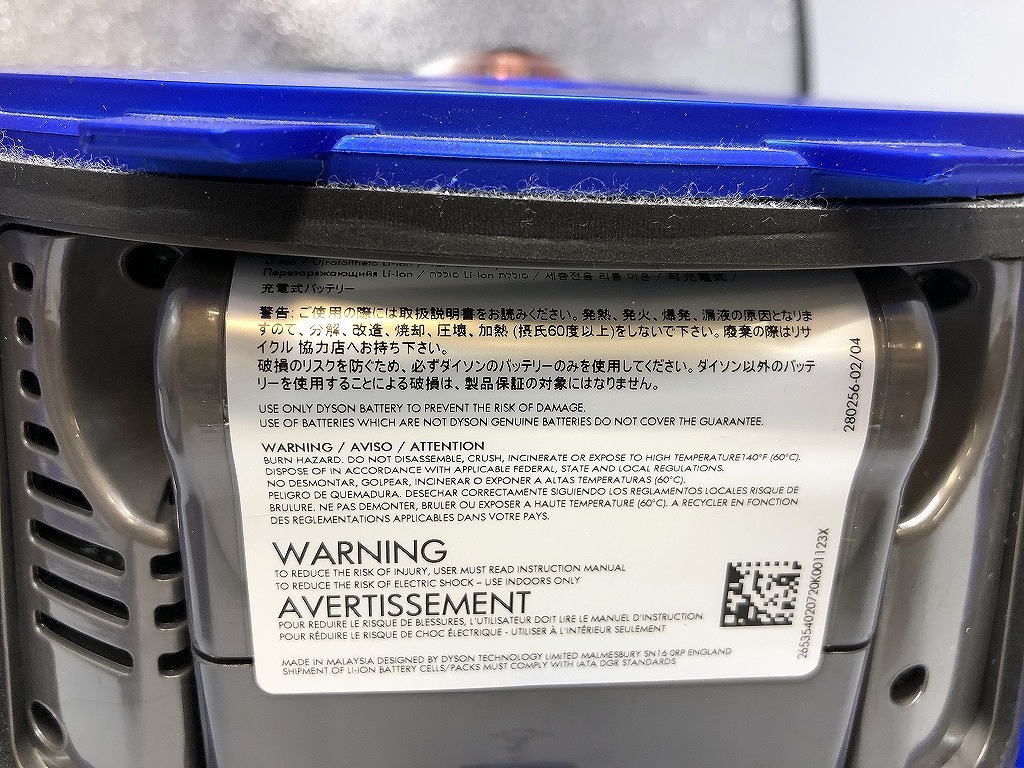 Перезаряжающийся Li-Ion / סוללת Li-Ion סוללת / 세충전용 리튬 이온 / 可充電式
充電式バッテリー
警告: ご使用の際には取扱説明書をお読みください。発熱、発火、爆発、漏液の原因となりま
すので、分解、改造、焼却、圧壊、加熱 (摂氏60度以上)をしないで下さい。廃棄の際はリサ
イクル 協力店へお持ち下さい。
破損のリスクを防ぐため、必ずダイソンのバッテリーのみを使用してください。ダイソン以外のバッテ
リーを使用することによる破損は、製品保証の対象にはなりません。
USE ONLY DYSON BATTERY TO PREVENT THE RISK OF DAMAGE.
USE OF BATTERIES WHICH ARE NOT DYSON GENUINE BATTERIES DO NOT COVER THE GUARANTEE.
WARNING / AVISO / ATTENTION
BURN HAZARD. DO NOT DISASSEMBLE, CRUSH, INCINERATE OR EXPOSE TO HIGH TEMPERATURE140°F (60°C).
DISPOSE OF IN ACCORDANCE WITH APPLICABLE FEDERAL, STATE AND LOCAL REGULATIONS.
NO DESMONTAR, GOLPEAR, INCINERAR O EXPONER A ALTAS TEMPERATURAS (60°C).
PELIGRO DE QUEMADURA. DESECHAR CORRECTAMENTE SIGUIENDO LOS REGLAMENTOS LOCALES RISQUE DE
BRULURE. NE PAS DEMONTER, BRULER OU EXPOSER A HAUTE TEMPERATURE (60°C). A RECYCLER EN FONCTION
DES REGLEMENTATIONS APPLICABLES DANS VOTRE PAYS.
WARNING
TO REDUCE THE RISK OF INJURY, USER MUST READ INSTRUCTION MANUAL
TO REDUCE THE RISK OF ELECTRIC SHOCK – USE INDOORS ONLY
AVERTISSEMENT
POUR REDUIRE LE RISQUE DE BLESSURES, L'UTILISATEUR DOIT LIRE LE MANUEL D'INSTRUCTION
POUR RÉDUIRE LE RISQUE DE CHOC ÉLECTRIQUE - UTILISER À L'INTÉRIEUR SEULEMENT
MADE IN MALAYSIA DESIGNED BY DYSON TECHNOLOGY LIMITED MALMESBURY SN16 0RP ENGLAND
SHIPMENT OF LI-ION BATTERY CELLS/PACKS MUST COMPLY WITH IATA DGR STANDARDS
280256-02/04
265354020720K001123X